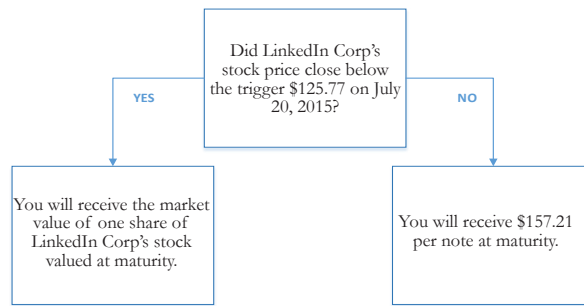 Did LinkedIn Corp's
stock price close below
the trigger $125.77 on July
20, 2015?
YES
NO
You will receive the market
value of one share of
LinkedIn Corp's stock
valued at maturity.
You will receive $157.21
per note at maturity.